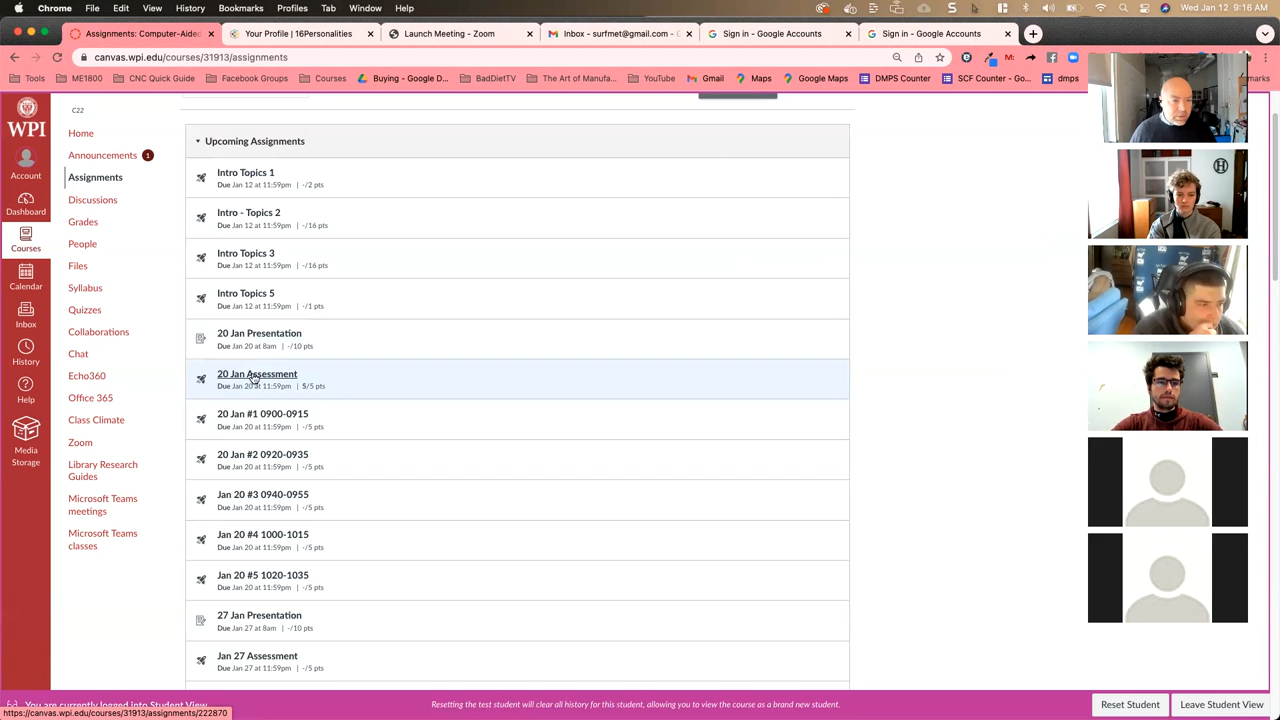 Chrome File Edit View History Bookmarks Profiles Tab Window Help
Assignments: Computer-Aided
Your Profile | 16Personalities
Launch Meeting - Zoom
Inbox - surfmet@gmail.com -
Sign in - Google Accounts
Sign in - Google Accounts
canvas.wpi.edu/courses/31913/assignments
Tools
ME1800
CNC Quick Guide
Facebook Groups
Courses
Buying - Google D...
BadDietTV
The Art of Manufa...
YouTube
Gmail
Maps
Google Maps
DMPS Counter
SCF Counter - Go...
dmps
WPI
Account
Dashboard
Courses
Calendar
Inbox
History
Help
Media
Storage
C22
Home
Announcements 1
Assignments
Discussions
Grades
People
Files
Syllabus
Quizzes
Collaborations
Chat
Echo360
Office 365
Class Climate
Zoom
Library Research
Guides
Microsoft Teams
meetings
Microsoft Teams
classes
Upcoming Assignments
Intro Topics 1
Due Jan 12 at 11:59pm | -/2 pts
Intro - Topics 2
Due Jan 12 at 11:59pm | -/16 pts
Intro Topics 3
Due Jan 12 at 11:59pm | -/16 pts
Intro Topics 5
Due Jan 12 at 11:59pm | -/1 pts
20 Jan Presentation
Due Jan 20 at 8am | -/10 pts
20 Jan Assessment
Due Jan 20 at 11:59pm | 5/5 pts
20 Jan #1 0900-0915
Due Jan 20 at 11:59pm | -/5 pts
20 Jan #2 0920-0935
Due Jan 20 at 11:59pm | -/5 pts
Jan 20 #3 0940-0955
Due Jan 20 at 11:59pm | -/5 pts
Jan 20 #4 1000-1015
Due Jan 20 at 11:59pm | -/5 pts
Jan 20 #5 1020-1035
Due Jan 20 at 11:59pm | -/5 pts
27 Jan Presentation
Due Jan 27 at 8am | -/10 pts
Jan 27 Assessment
Due Jan 27 at 11:59pm | -/5 pts
You are currently logged into Student View
https://canvas.wpi.edu/courses/31913/assignments/222870
Resetting the test student will clear all history for this student, allowing you to view the course as a brand new student.
Reset Student
Leave Student View